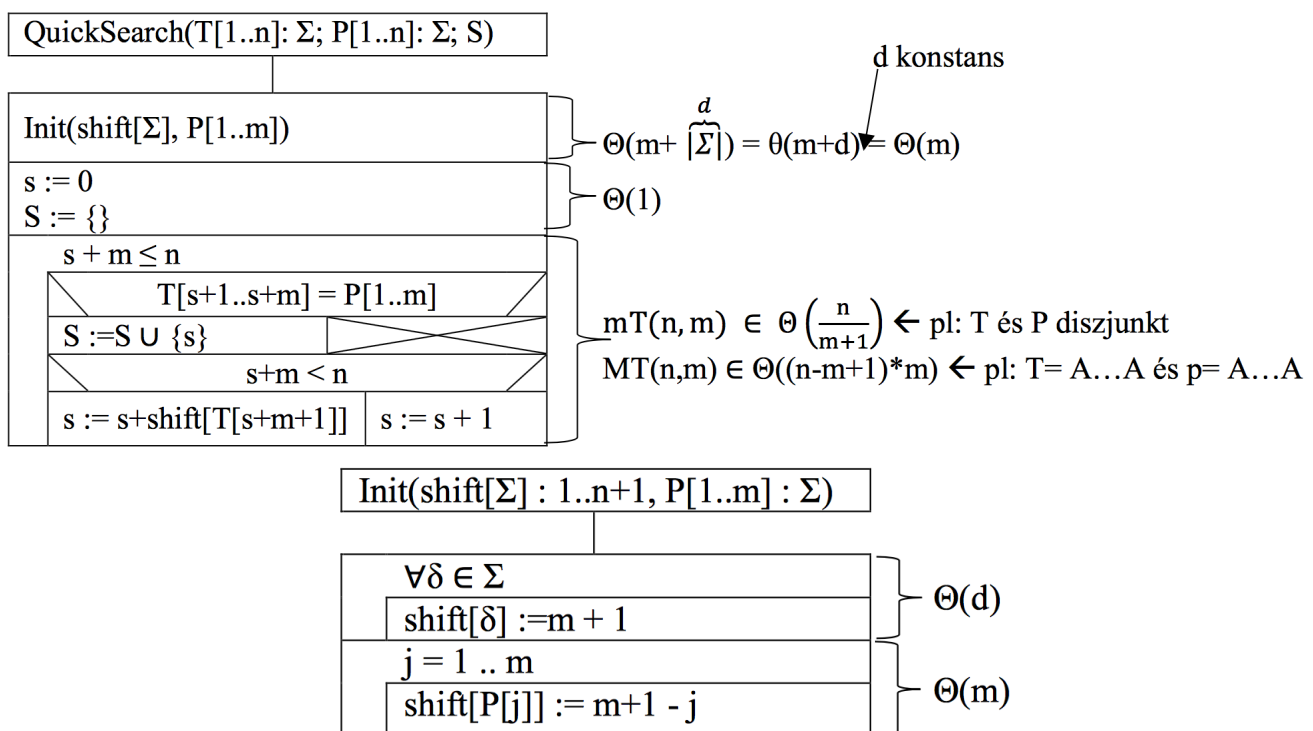 QuickSearch(T[1..n]: Σ; P[1..n]: Σ; S)
d konstans
Init(shift[Σ], P[1..m])
d
Θ(m+ |Σ|) = θ(m+d) = Θ(m)
s := 0
S := {}
Θ(1)
s + m ≤ n
T[s+1..s+m] = P[1..m]
S :=S ∪ {s}
mT(n, m) ∈ Θ(n/(m+1)) ← pl: T és P diszjunkt
MT(n,m) ∈ Θ((n-m+1)*m) ← pl: T= A…A és p= A…A
s+m < n
s := s+shift[T[s+m+1]]
s := s + 1
Init(shift[Σ] : 1..n+1, P[1..m] : Σ)
∀δ ∈ Σ
shift[δ] :=m + 1
Θ(d)
j = 1 .. m
shift[P[j]] := m+1 - j
Θ(m)